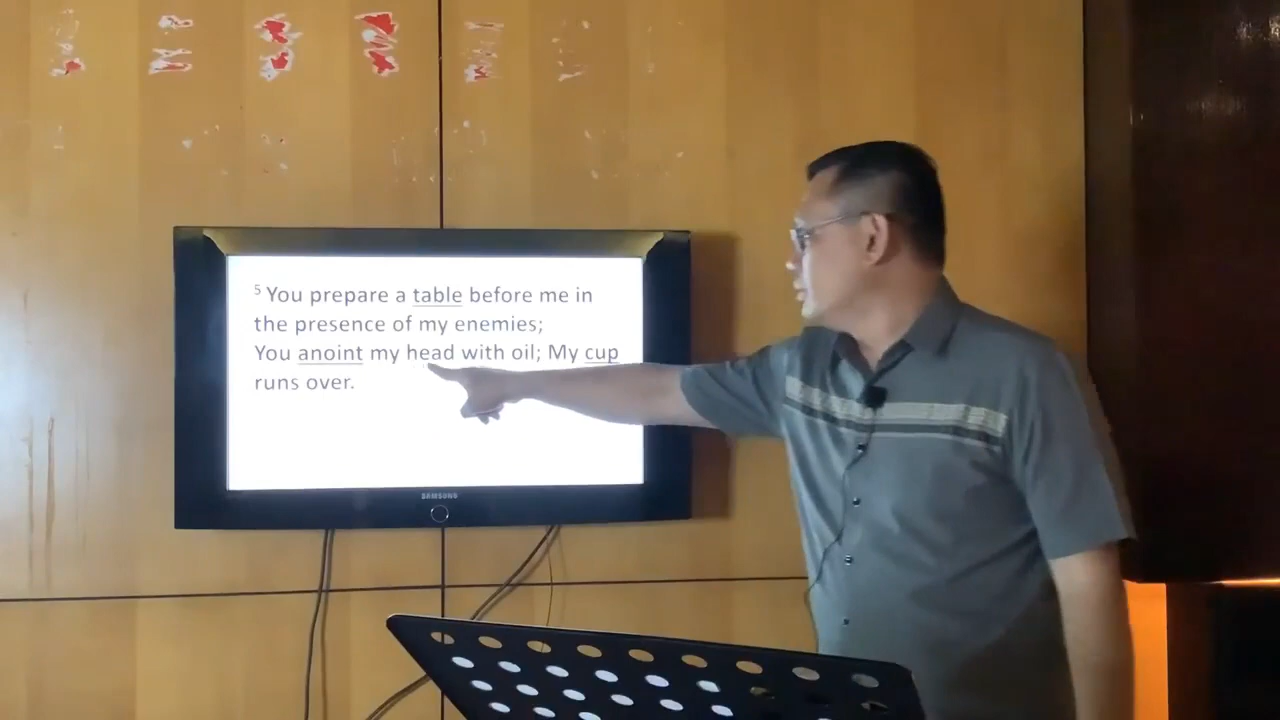 5 You prepare a table before me in
the presence of my enemies;
You anoint my head with oil; My cup
runs over.
SAMSUNG